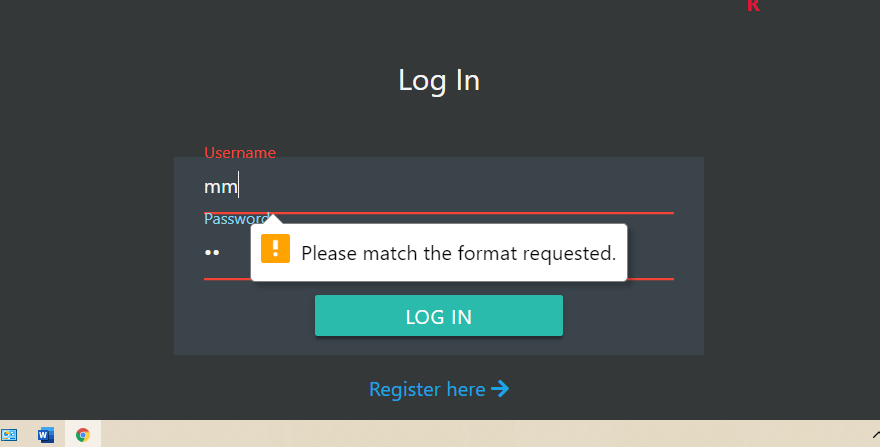 R
Log In
Username
mm
Password
Please match the format requested.
LOG IN
Register here
W